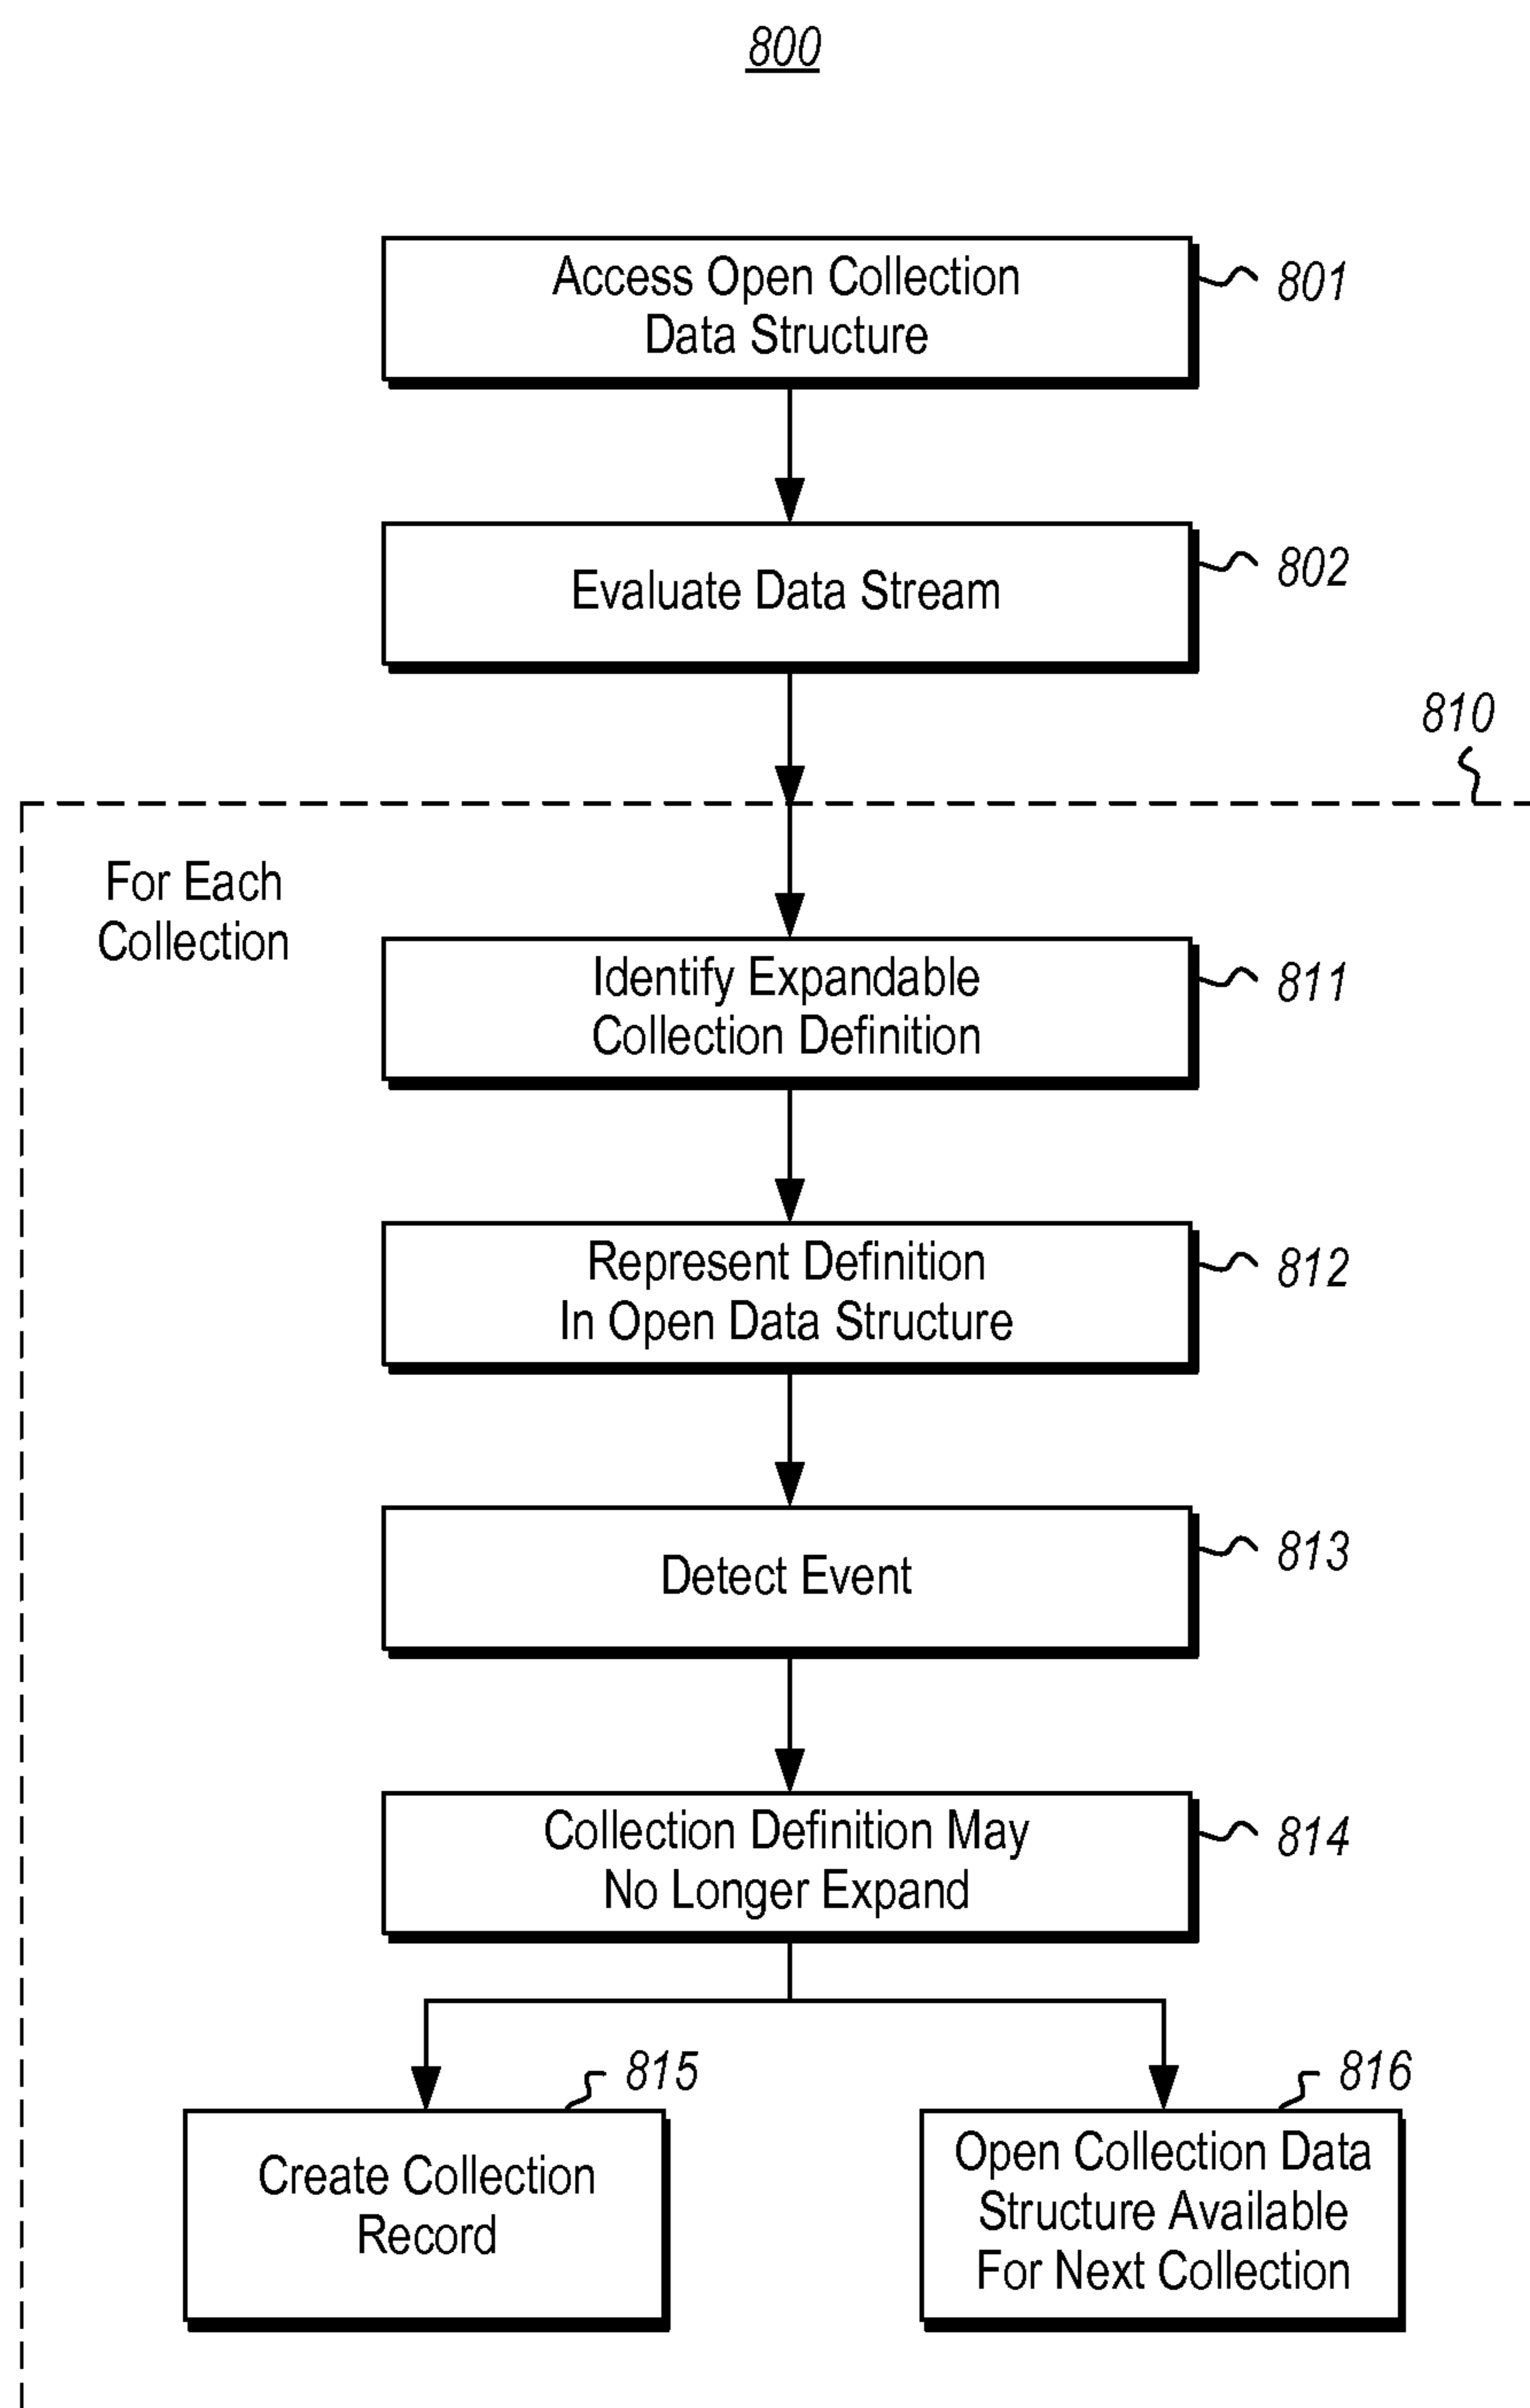 800
Access Open Collection
Data Structure
801
Evaluate Data Stream
802
810
For Each
Collection
Identify Expandable
Collection Definition
811
Represent Definition
In Open Data Structure
812
Detect Event
813
Collection Definition May
No Longer Expand
814
815
Create Collection
Record
816
Open Collection Data
Structure Available
For Next Collection